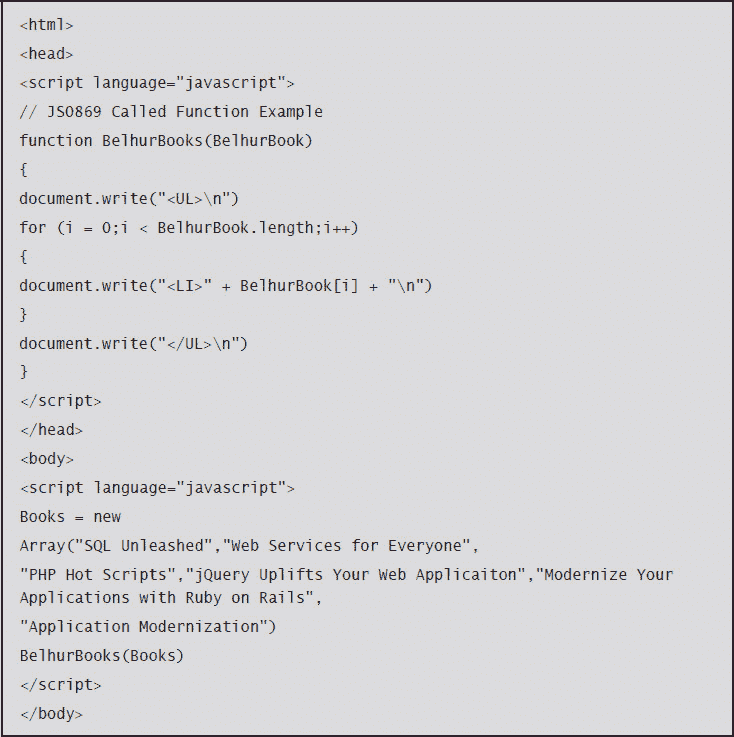 <html>
<head>
<script language="javascript">
// JSO869 Called Function Example
function BelhurBooks(BelhurBook)
{
document.write("<UL>\n")
for (i = 0;i < BelhurBook.length;i++)
{
document.write("<LI>" + BelhurBook[i] + "\n")
}
document.write("</UL>\n")
}
</script>
</head>
<body>
<script language="javascript">
Books = new
Array("SQL Unleashed","Web Services for Everyone",
"PHP Hot Scripts","jQuery Uplifts Your Web Applicaiton","Modernize Your
Applications with Ruby on Rails",
"Application Modernization")
BelhurBooks(Books)
</script>
</body>